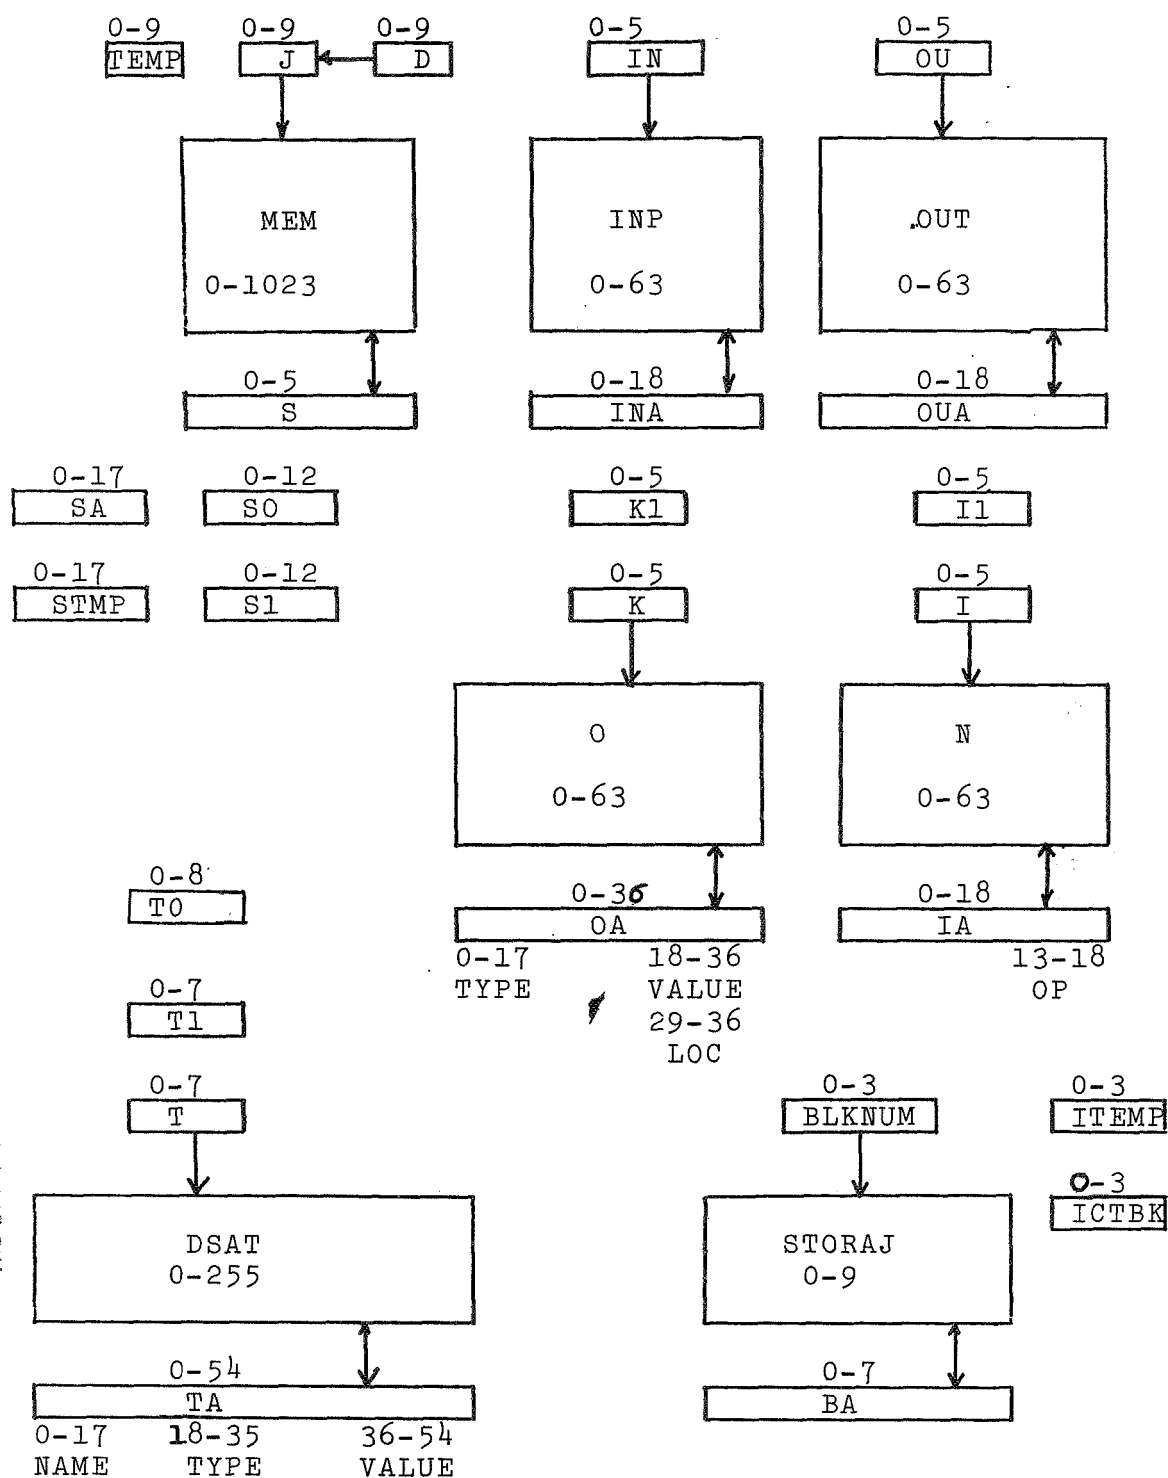 0-9 0-9 0-9 0-5 0-5
TEMP J D IN OU
MEM INP OUT
0-1023 0-63 0-63
0-5 0-18 0-18
S INA OUA
0-17 0-12 0-5 0-5
SA S0 K1 I1
0-17 0-12 0-5 0-5
STMP S1 K I
O N
0-63 0-63
0-8 0-36 0-18
T0 OA IA
0-17 18-36 13-18
TYPE VALUE OP
0-7 29-36
T1 LOC
0-7 0-3 0-3
T BLKNUM ITEMP
0-3
ICTBK
DSAT STORAJ
0-255 0-9
0-54 0-7
TA BA
0-17 18-35 36-54
NAME TYPE VALUE